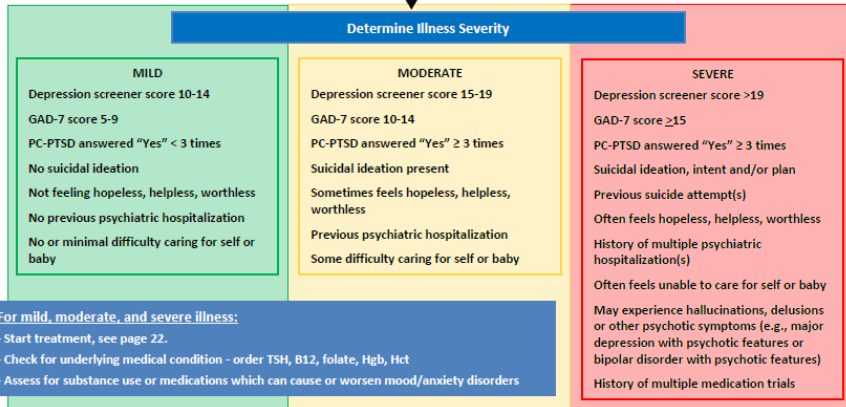 Determine Illness Severity
MILD
Depression screener score 10-14
GAD-7 score 5-9
PC-PTSD answered “Yes” < 3 times
No suicidal ideation
Not feeling hopeless, helpless, worthless
No previous psychiatric hospitalization
No or minimal difficulty caring for self or
baby
MODERATE
Depression screener score 15-19
GAD-7 score 10-14
PC-PTSD answered “Yes” ≥ 3 times
Suicidal ideation present
Sometimes feels hopeless, helpless,
worthless
Previous psychiatric hospitalization
Some difficulty caring for self or baby
SEVERE
Depression screener score >19
GAD-7 score ≥15
PC-PTSD answered “Yes” ≥ 3 times
Suicidal ideation, intent and/or plan
Previous suicide attempt(s)
Often feels hopeless, helpless, worthless
History of multiple psychiatric
hospitalization(s)
Often feels unable to care for self or baby
May experience hallucinations, delusions
or other psychotic symptoms (e.g., major
depression with psychotic features or
bipolar disorder with psychotic features)
History of multiple medication trials
For mild, moderate, and severe illness:
- Start treatment, see page 22.
- Check for underlying medical condition - order TSH, B12, folate, Hgb, Hct
- Assess for substance use or medications which can cause or worsen mood/anxiety disorders